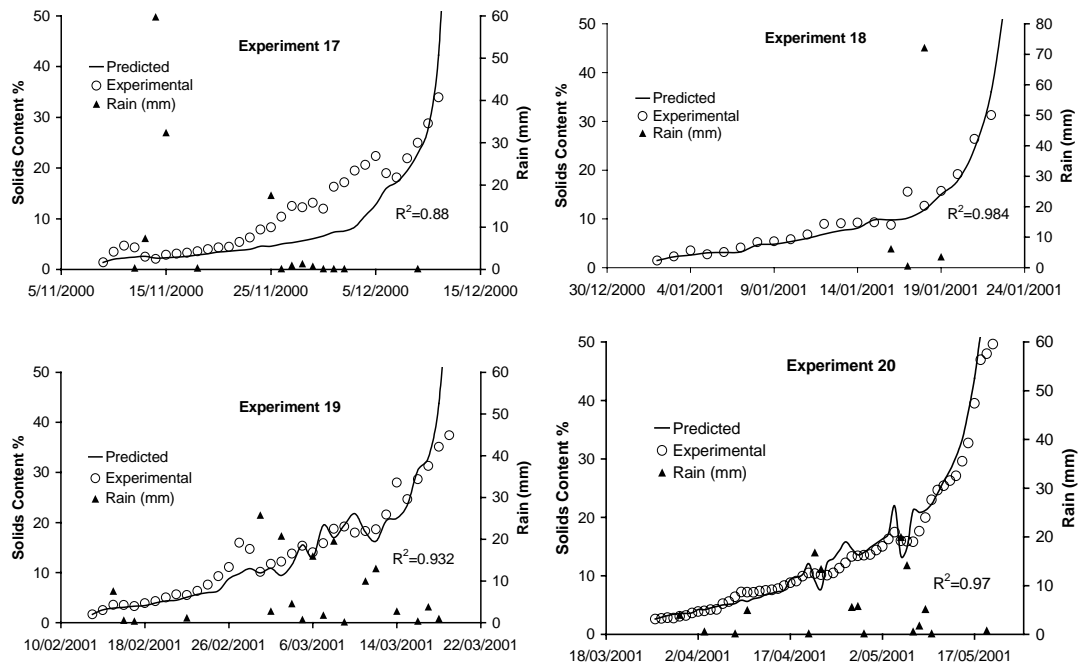 Experiment 17
Solids Content %
50
40
30
20
10
0
Predicted
Experimental
Rain (mm)
R²=0.88
60
50
40
30
20
10
0
Rain (mm)
5/11/2000 15/11/2000 25/11/2000 5/12/2000 15/12/2000
Experiment 18
Solids Content %
50
40
30
20
10
0
Predicted
Experimental
Rain (mm)
R²=0.984
80
70
60
50
40
30
20
10
0
Rain (mm)
30/12/2000 4/01/2001 9/01/2001 14/01/2001 19/01/2001 24/01/2001
Experiment 19
Solids Content %
50
40
30
20
10
0
Predicted
Experimental
Rain (mm)
R²=0.932
60
50
40
30
20
10
0
Rain (mm)
10/02/2001 18/02/2001 26/02/2001 6/03/2001 14/03/2001 22/03/2001
Experiment 20
Solids Content %
50
40
30
20
10
0
Predicted
Experimental
Rain (mm)
R²=0.97
60
50
40
30
20
10
0
Rain (mm)
18/03/2001 2/04/2001 17/04/2001 2/05/2001 17/05/2001